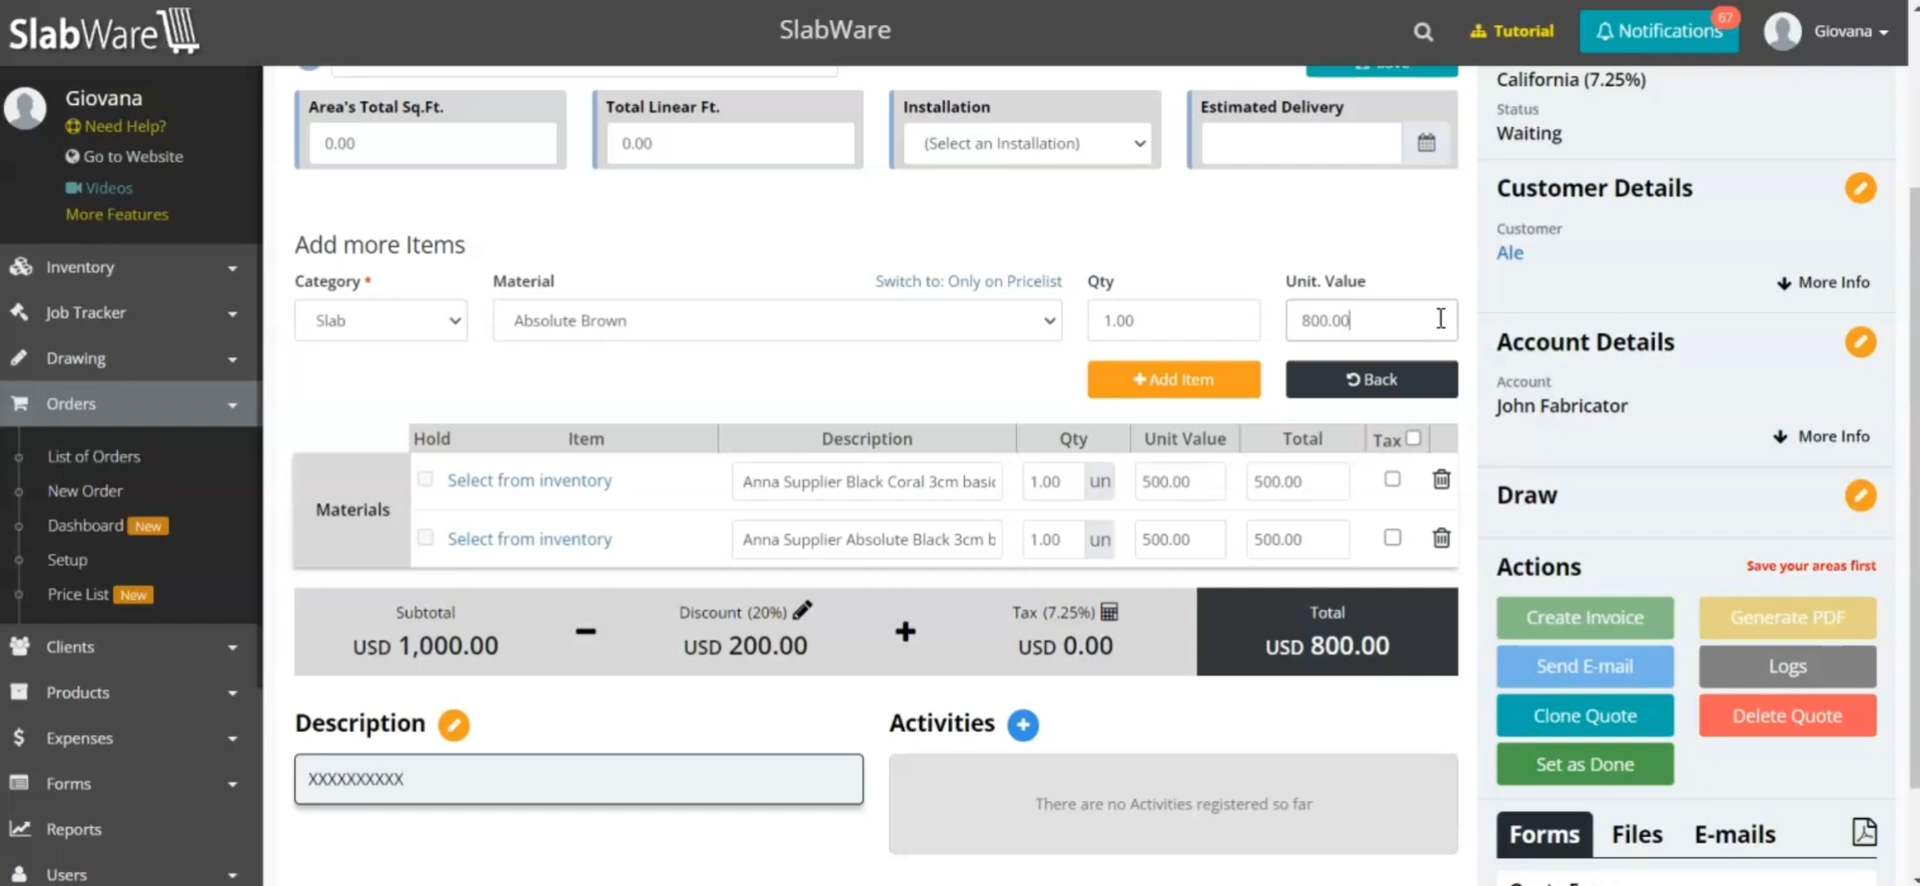 SlabWare
SlabWare
Tutorial
Notifications
67
Giovana
Giovana
Need Help?
Go to Website
Videos
More Features
Inventory
Job Tracker
Drawing
Orders
List of Orders
New Order
Dashboard New
Setup
Price List New
Clients
Products
Expenses
Forms
Reports
Users
Area's Total Sq.Ft.
0.00
Total Linear Ft.
0.00
Installation
(Select an Installation)
Estimated Delivery
Add more Items
Category *
Slab
Material
Switch to: Only on Pricelist
Absolute Brown
Qty
1.00
Unit. Value
800.00
+ Add Item
Back
Hold Item Description Qty Unit Value Total Tax
Materials
Select from inventory Anna Supplier Black Coral 3cm basic 1.00 un 500.00 500.00
Select from inventory Anna Supplier Absolute Black 3cm b 1.00 un 500.00 500.00
Subtotal
USD 1,000.00
−
Discount (20%)
USD 200.00
+
Tax (7.25%)
USD 0.00
Total
USD 800.00
Description
XXXXXXXXXX
Activities
There are no Activities registered so far
California (7.25%)
Status
Waiting
Customer Details
Customer
Ale
More Info
Account Details
Account
John Fabricator
More Info
Draw
Actions
Save your areas first
Create Invoice
Generate PDF
Send E-mail
Logs
Clone Quote
Delete Quote
Set as Done
Forms Files E-mails